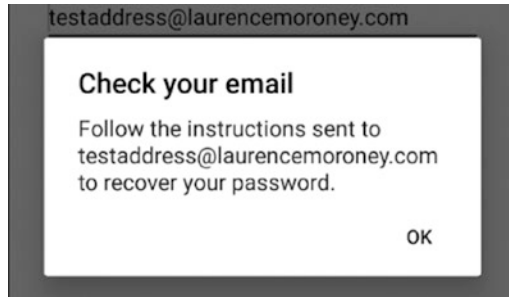 testaddress@laurencemoroney.com
Check your email
Follow the instructions sent to
testaddress@laurencemoroney.com
to recover your password.
OK